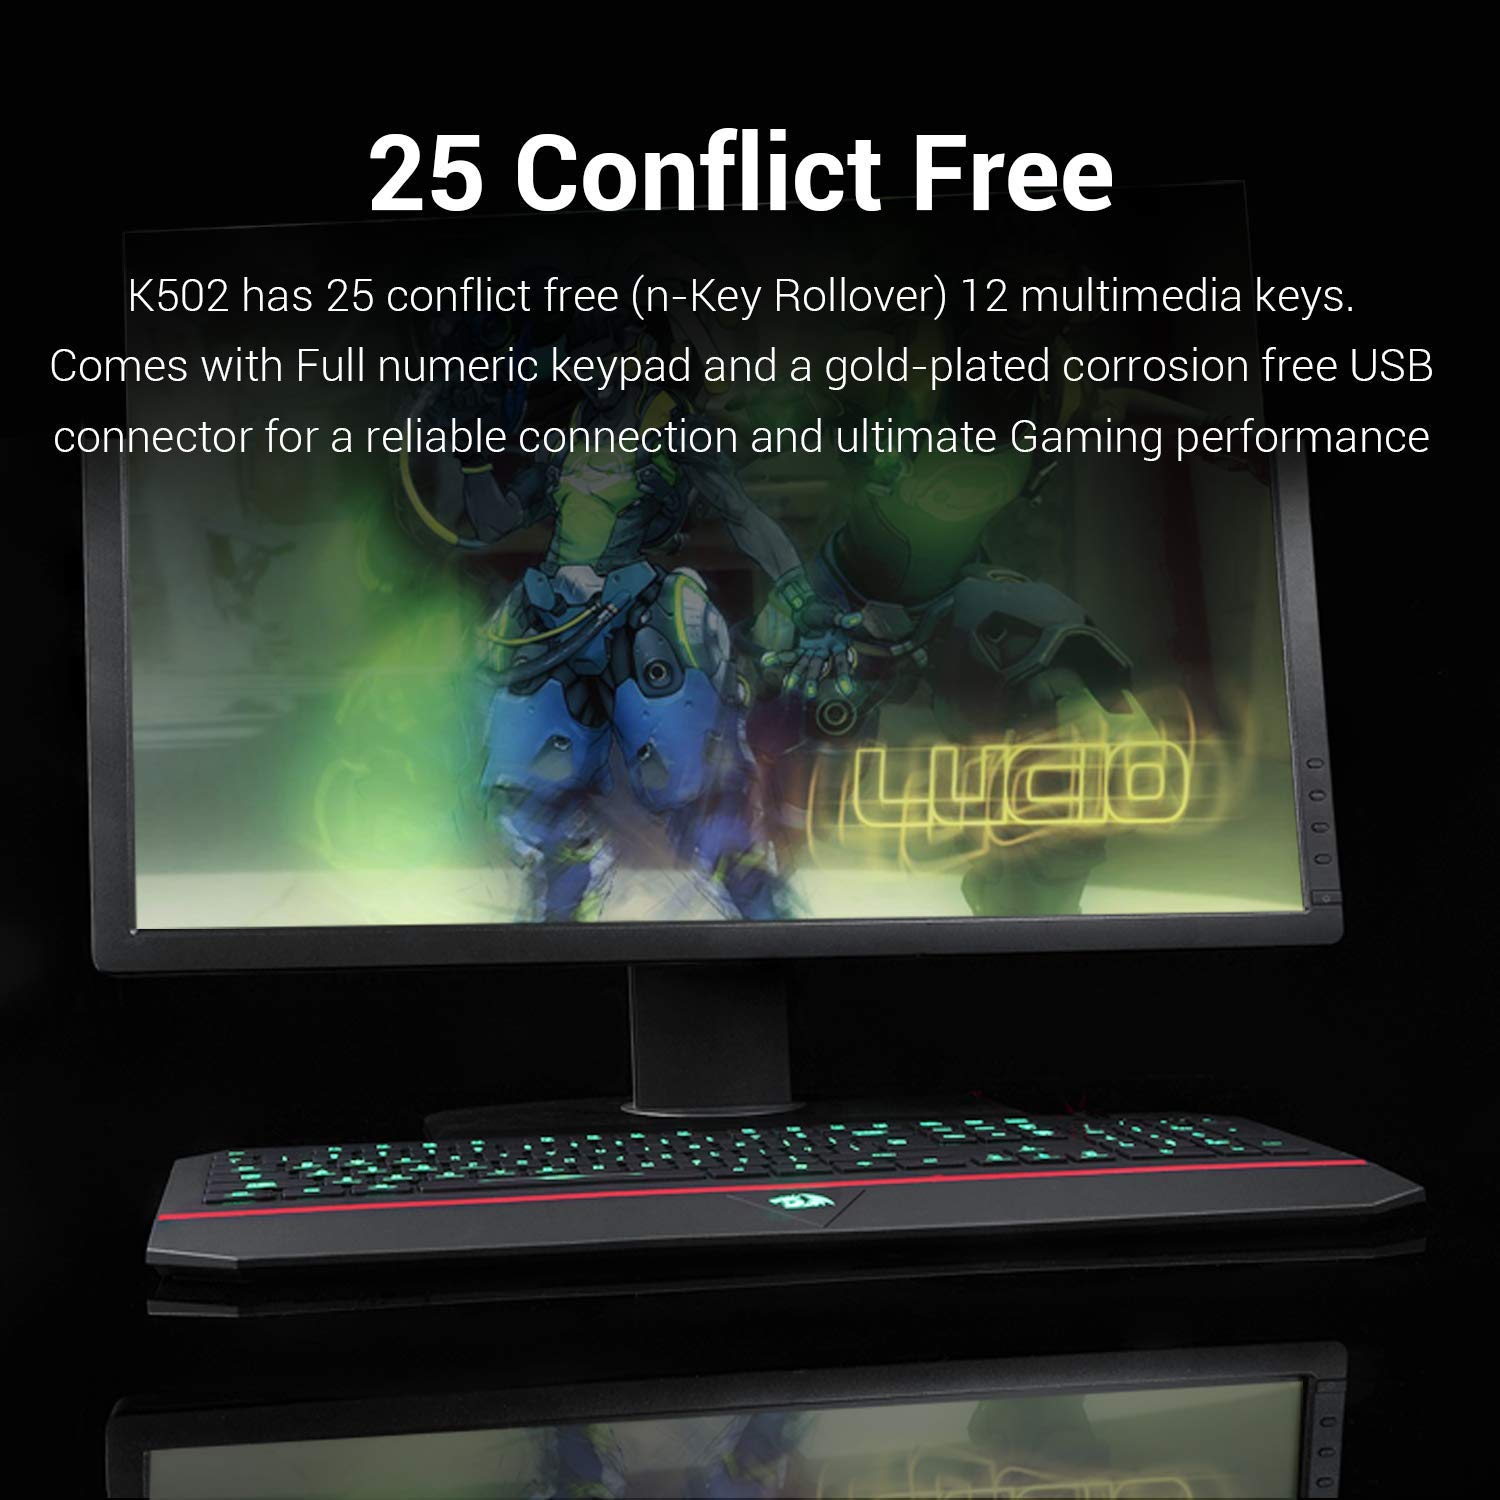 25 Conflict Free
K502 has 25 conflict free (n-Key Rollover) 12 multimedia keys.
Comes with Full numeric keypad and a gold-plated corrosion free USB
connector for a reliable connection and ultimate Gaming performance
LUCIO